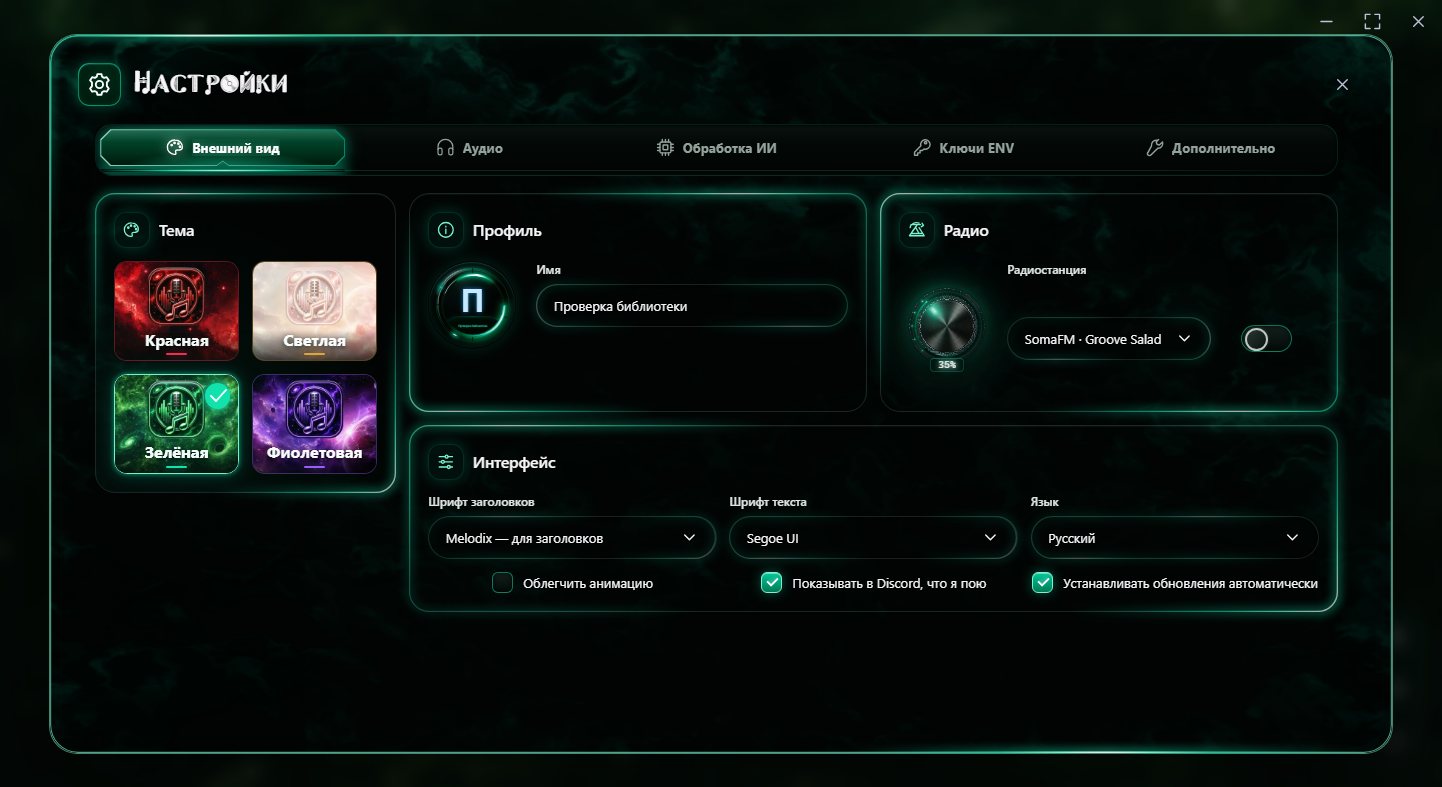 Настройки
Внешний вид
Аудио
Обработка ИИ
Ключи ENV
Дополнительно
Тема
Красная
Светлая
Зелёная
Фиолетовая
Профиль
П
Имя
Проверка библиотеки
Радио
Радиостанция
35%
SomaFM · Groove Salad
Интерфейс
Шрифт заголовков
Шрифт текста
Язык
Melodix — для заголовков
Segoe UI
Русский
Облегчить анимацию
Показывать в Discord, что я пою
Устанавливать обновления автоматически